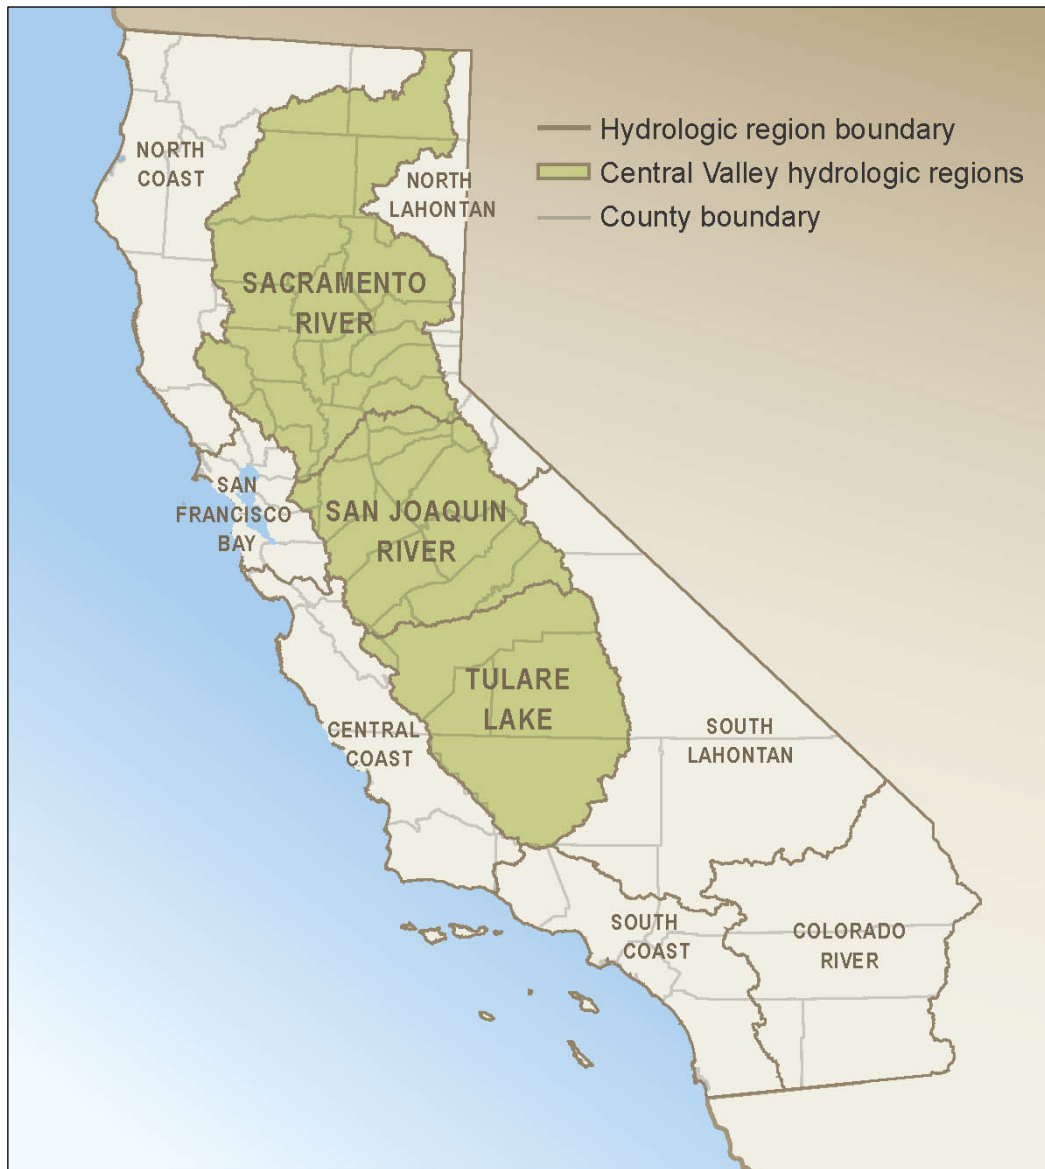 Hydrologic region boundary
Central Valley hydrologic regions
County boundary
NORTH
COAST
NORTH
LAHONTAN
SACRAMENTO
RIVER
SAN
FRANCISCO
BAY
SAN JOAQUIN
RIVER
TULARE
LAKE
CENTRAL
COAST
SOUTH
LAHONTAN
SOUTH
COAST
COLORADO
RIVER